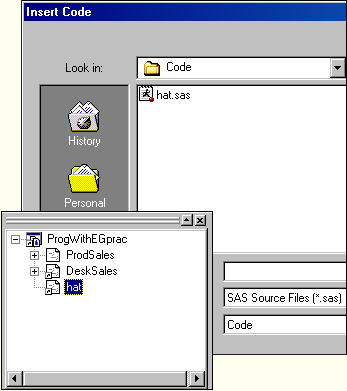 Insert Code
Look in:
Code
hat.sas
History
Personal
ProgWithEGprac
ProdSales
DeskSales
hat
SAS Source Files (*.sas)
Code